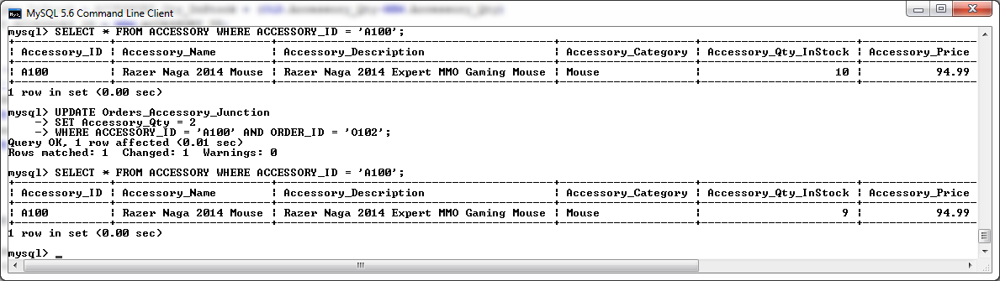 MySQL 5.6 Command Line Client
mysql> SELECT * FROM ACCESSORY WHERE ACCESSORY_ID = 'A100';
| Accessory_ID | Accessory_Name | Accessory_Description | Accessory_Category | Accessory_Qty_InStock | Accessory_Price
| A100 | Razer Naga 2014 Mouse | Razer Naga 2014 Expert MMO Gaming Mouse | Mouse | 10 | 94.99
1 row in set (0.00 sec)
mysql> UPDATE Orders_Accessory_Junction
-> SET Accessory_Qty = 2
-> WHERE ACCESSORY_ID = 'A100' AND ORDER_ID = 'O102';
Query OK, 1 row affected (0.01 sec)
Rows matched: 1 Changed: 1 Warnings: 0
mysql> SELECT * FROM ACCESSORY WHERE ACCESSORY_ID = 'A100';
| Accessory_ID | Accessory_Name | Accessory_Description | Accessory_Category | Accessory_Qty_InStock | Accessory_Price
| A100 | Razer Naga 2014 Mouse | Razer Naga 2014 Expert MMO Gaming Mouse | Mouse | 9 | 94.99
1 row in set (0.00 sec)
mysql> _